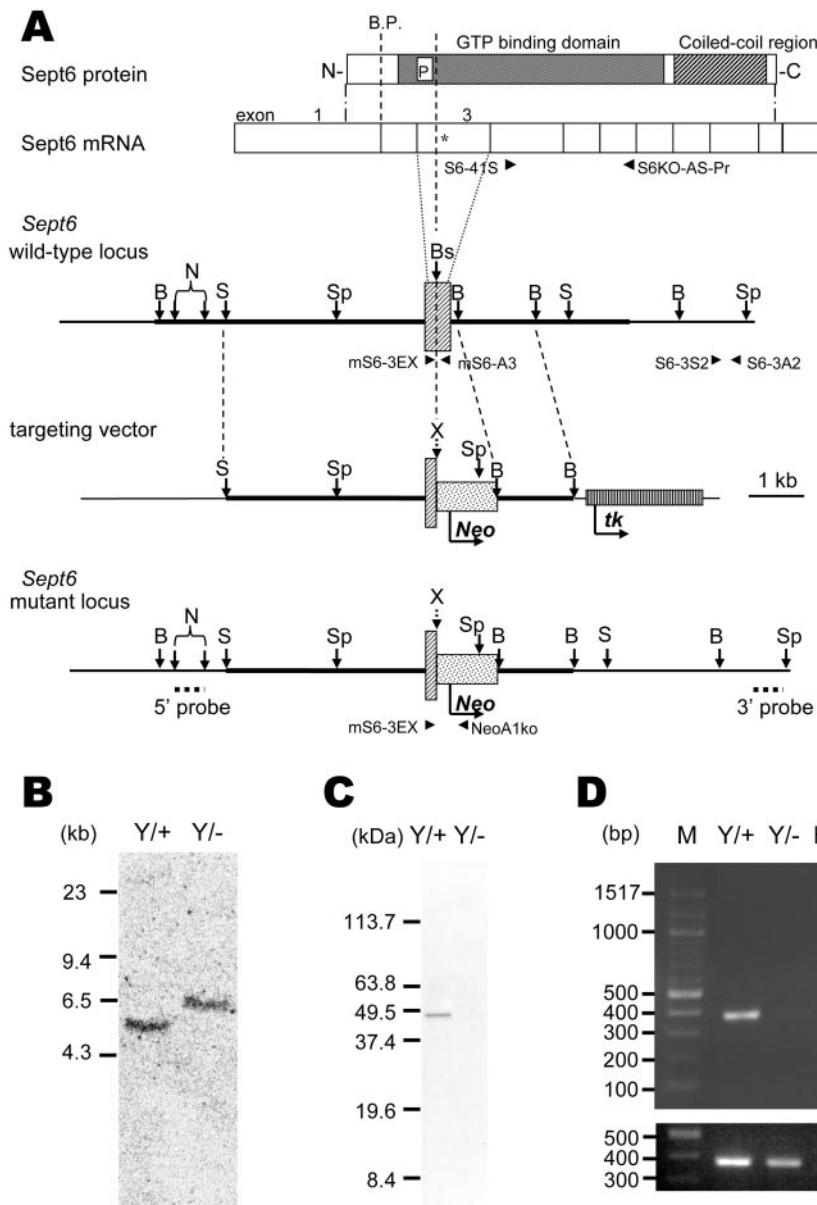 A
B.P.
GTP binding domain
Coiled-coil region
Sept6 protein
N-
P
-C
exon 1 3
Sept6 mRNA
*
S6-41S
S6KO-AS-Pr
Sept6
wild-type locus
Bs
B N S Sp B B S B Sp
mS6-3EX
mS6-A3
S6-3S2
S6-3A2
targeting vector
X
S Sp Sp B B
1 kb
Neo
tk
Sept6
mutant locus
X
B N S Sp Sp B B S B Sp
5' probe
Neo
3' probe
mS6-3EX
NeoA1ko
B
(kb) Y/+ Y/-
23
9.4
6.5
4.3
C
(kDa) Y/+ Y/-
113.7
63.8
49.5
37.4
19.6
8.4
D
(bp) M Y/+ Y/-
1517
1000
500
400
300
200
100
500
400
300